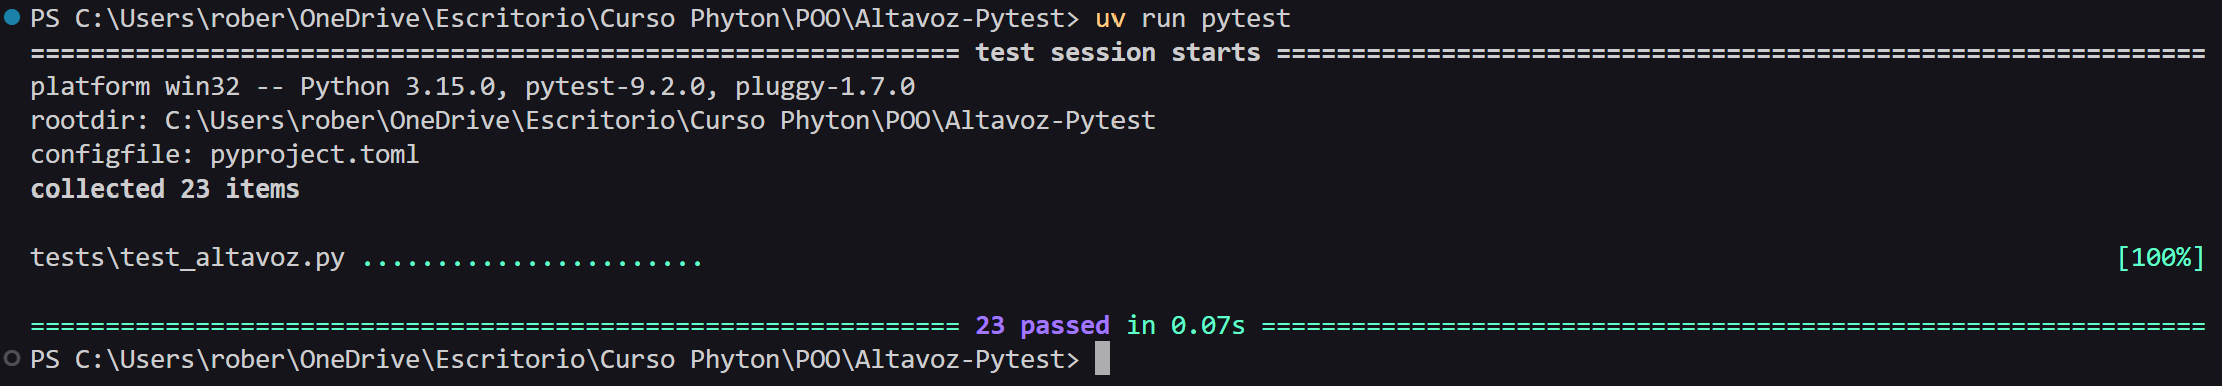 PS C:\Users\rober\OneDrive\Escritorio\Curso Phyton\POO\Altavoz-Pytest> uv run pytest
============================================================== test session starts ==============================================================
platform win32 -- Python 3.15.0, pytest-9.2.0, pluggy-1.7.0
rootdir: C:\Users\rober\OneDrive\Escritorio\Curso Phyton\POO\Altavoz-Pytest
configfile: pyproject.toml
collected 23 items
tests\test_altavoz.py ....................... [100%]
============================================================== 23 passed in 0.07s ===============================================================
PS C:\Users\rober\OneDrive\Escritorio\Curso Phyton\POO\Altavoz-Pytest>